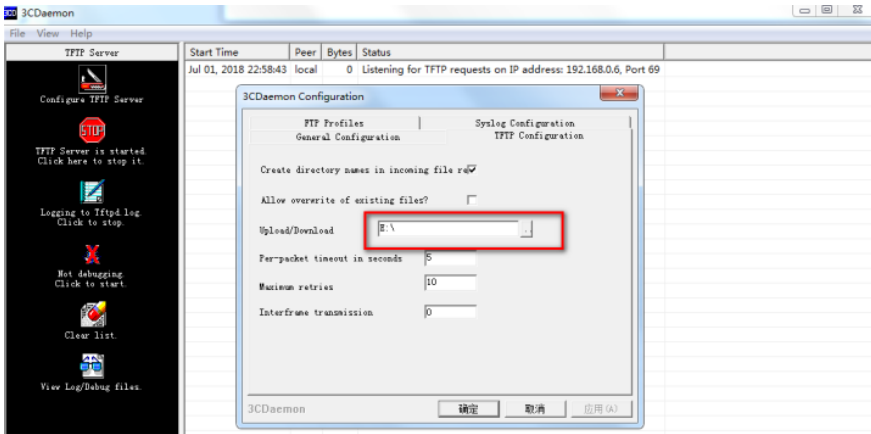 3CDaemon
File View Help
TFTP Server
Start Time Peer Bytes Status
Jul 01, 2018 22:58:43 local 0 Listening for TFTP requests on IP address: 192.168.0.6, Port 69
Configure TFTP Server
STOP
TFTP Server is started.
Click here to stop it.
Logging to Tftpd.log.
Click to stop.
Not debugging.
Click to start.
Clear list.
View Log/Debug files.
3CDaemon Configuration
FTP Profiles Syslog Configuration
General Configuration TFTP Configuration
Create directory names in incoming file re
Allow overwrite of existing files?
Upload/Download E:\ ..
Per-packet timeout in seconds 5
Maximum retries 10
Interframe transmission 0
3CDaemon 确定 取消 应用(A)